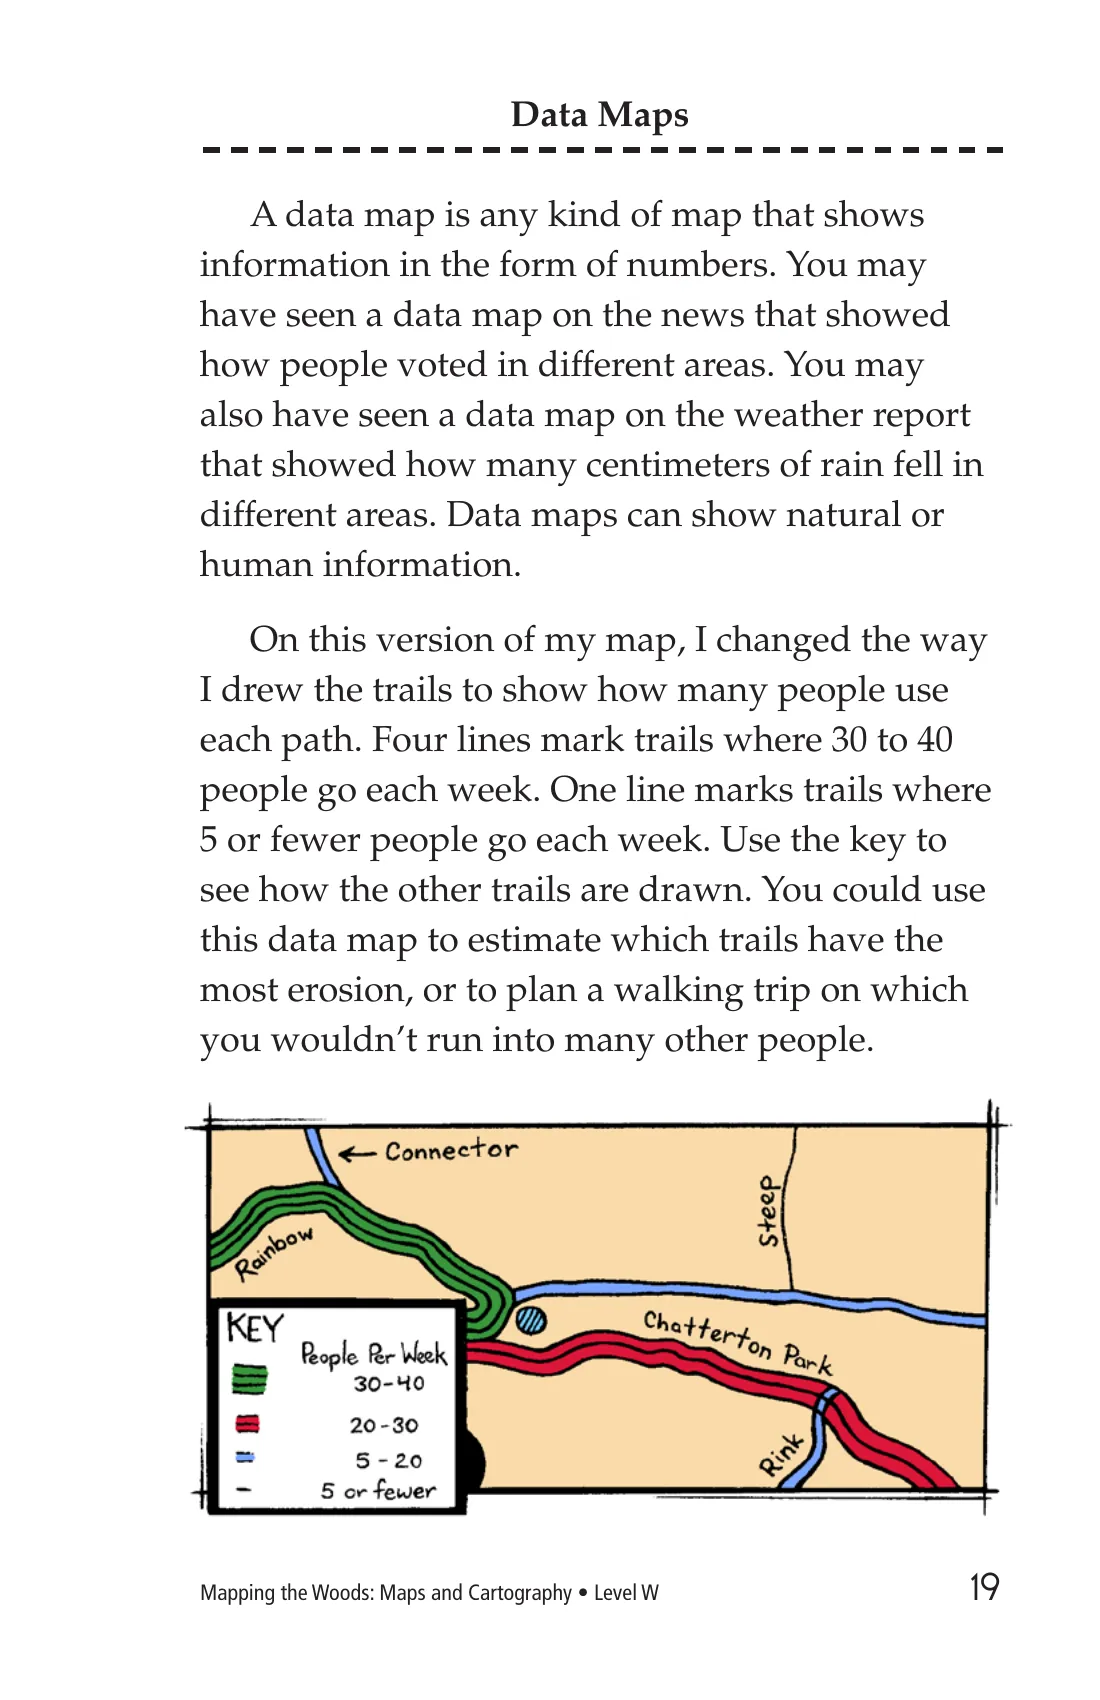 Data Maps
A data map is any kind of map that shows
information in the form of numbers. You may
have seen a data map on the news that showed
how people voted in different areas. You may
also have seen a data map on the weather report
that showed how many centimeters of rain fell in
different areas. Data maps can show natural or
human information.
On this version of my map, I changed the way
I drew the trails to show how many people use
each path. Four lines mark trails where 30 to 40
people go each week. One line marks trails where
5 or fewer people go each week. Use the key to
see how the other trails are drawn. You could use
this data map to estimate which trails have the
most erosion, or to plan a walking trip on which
you wouldn’t run into many other people.
Connector
Steep
Rainbow
Chatterton Park
Rink
KEY
People Per Week
30-40
20-30
5 - 20
5 or fewer
Mapping the Woods: Maps and Cartography • Level W
19